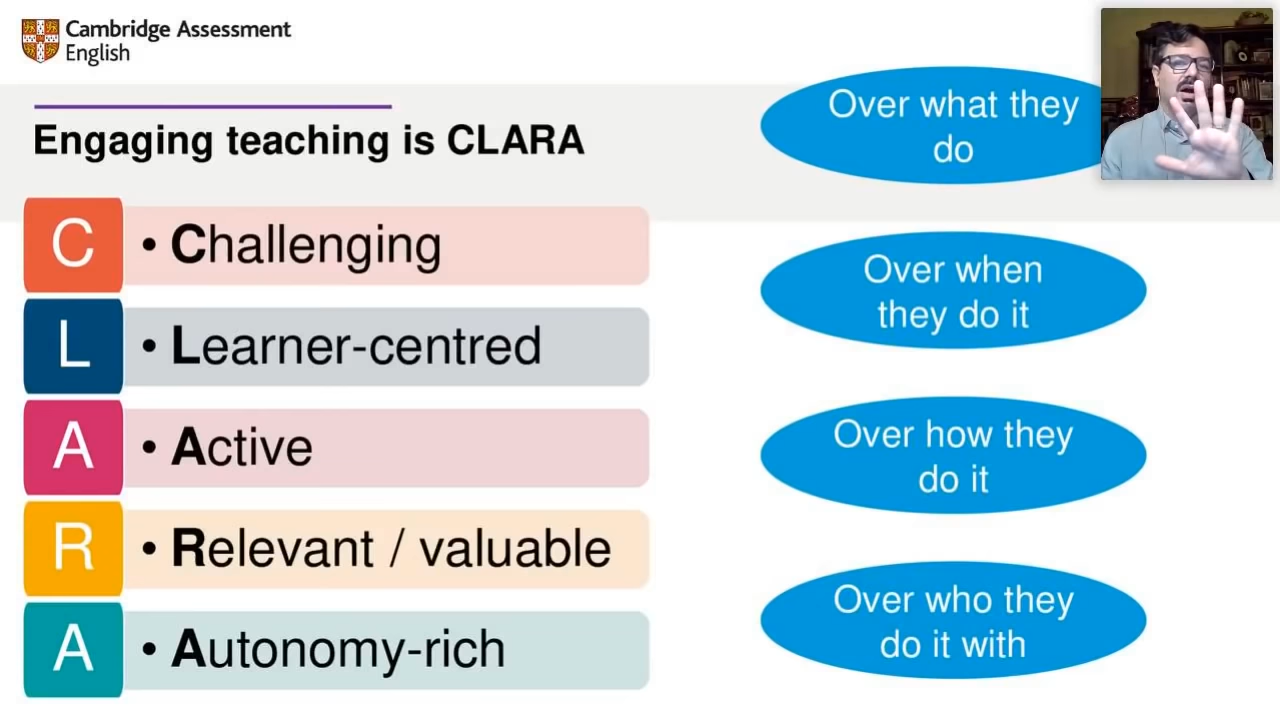 Cambridge Assessment
English
Engaging teaching is CLARA
C
• Challenging
L
• Learner-centred
A
• Active
R
• Relevant / valuable
A
• Autonomy-rich
Over what they
do
Over when
they do it
Over how they
do it
Over who they
do it with